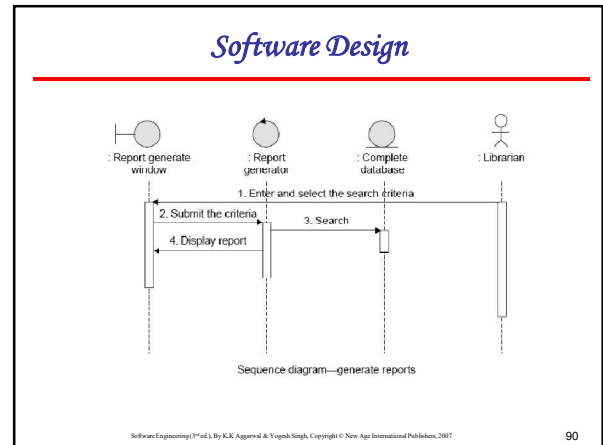 Software Design
: Report generate
window
: Report
generator
: Complete
database
: Librarian
1. Enter and select the search criteria
2. Submit the criteria
3. Search
4. Display report
Sequence diagram—generate reports
Software Engineering (3rd ed.), By K.K Aggarwal & Yogesh Singh, Copyright © New Age International Publishers, 2007
90